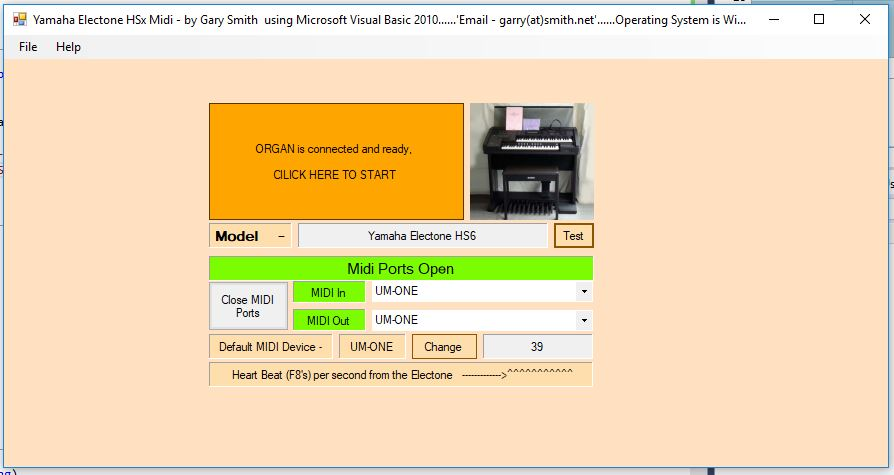 Yamaha Electone HSx Midi - by Gary Smith  using Microsoft Visual Basic 2010......'Email - garry(at)smith.net'......Operating System is Wi...
File Help
ORGAN is connected and ready,
CILICK HERE TO START
Model - Yamaha Electone HS6 Test
Midi Ports Open
Close MIDI Ports
MIDI In UM-ONE
MIDI Out UM-ONE
Default MIDI Device - UM-ONE Change 39
Heart Beat (F8's) per second from the Electone ------------->^^^^^^^^^^^